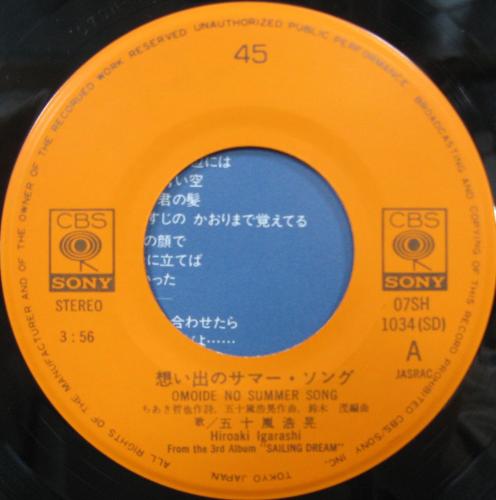 ALL RIGHTS OF THE MANUFACTURER AND OF THE OWNER OF THE RECORDED WORK RESERVED UNAUTHORIZED PUBLIC PERFORMANCE BROADCASTING AND COPYING OF THIS RECORD PROHIBITED
45
には
い空
君の髪
すじの かおりまで覚えてる
の顔で
に立てば
った
合わせたら
よ……
CBS
SONY
STEREO
3:56
CBS
SONY
07SH
1034(SD)
A
JASRAC
想い出のサマー・ソング
OMOIDE NO SUMMER SONG
ちあき哲也作詩、五十嵐浩晃作曲、鈴木 茂編曲
歌/五十嵐浩晃
Hiroaki Igarashi
From the 3rd Album "SAILING DREAM"
CBS/SONY INC. TOKYO JAPAN